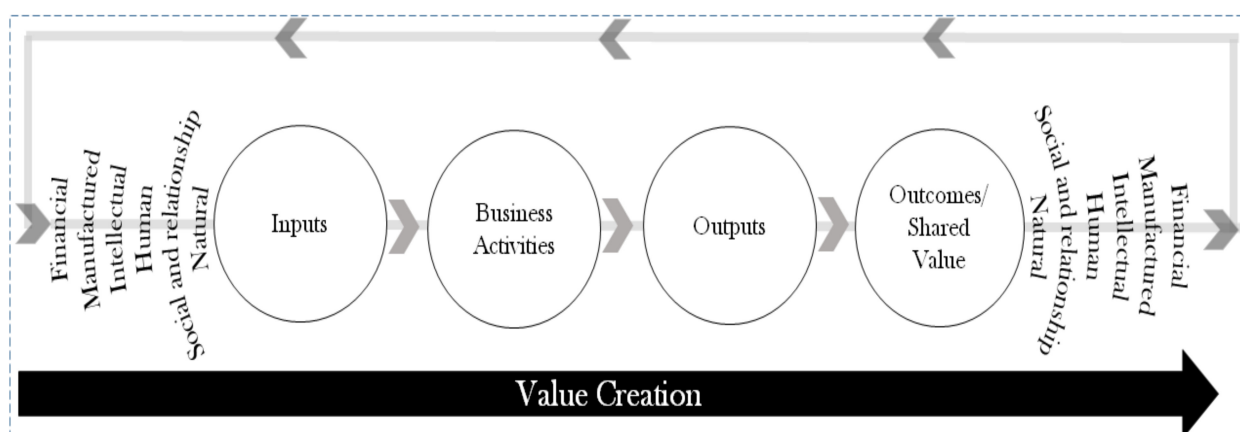 Financial
Manufactured
Intellectual
Human
Social and relationship
Natural
Inputs
Business
Activities
Outputs
Outcomes/
Shared
Value
Natural
Social and relationship
Human
Intellectual
Manufactured
Financial
Value Creation